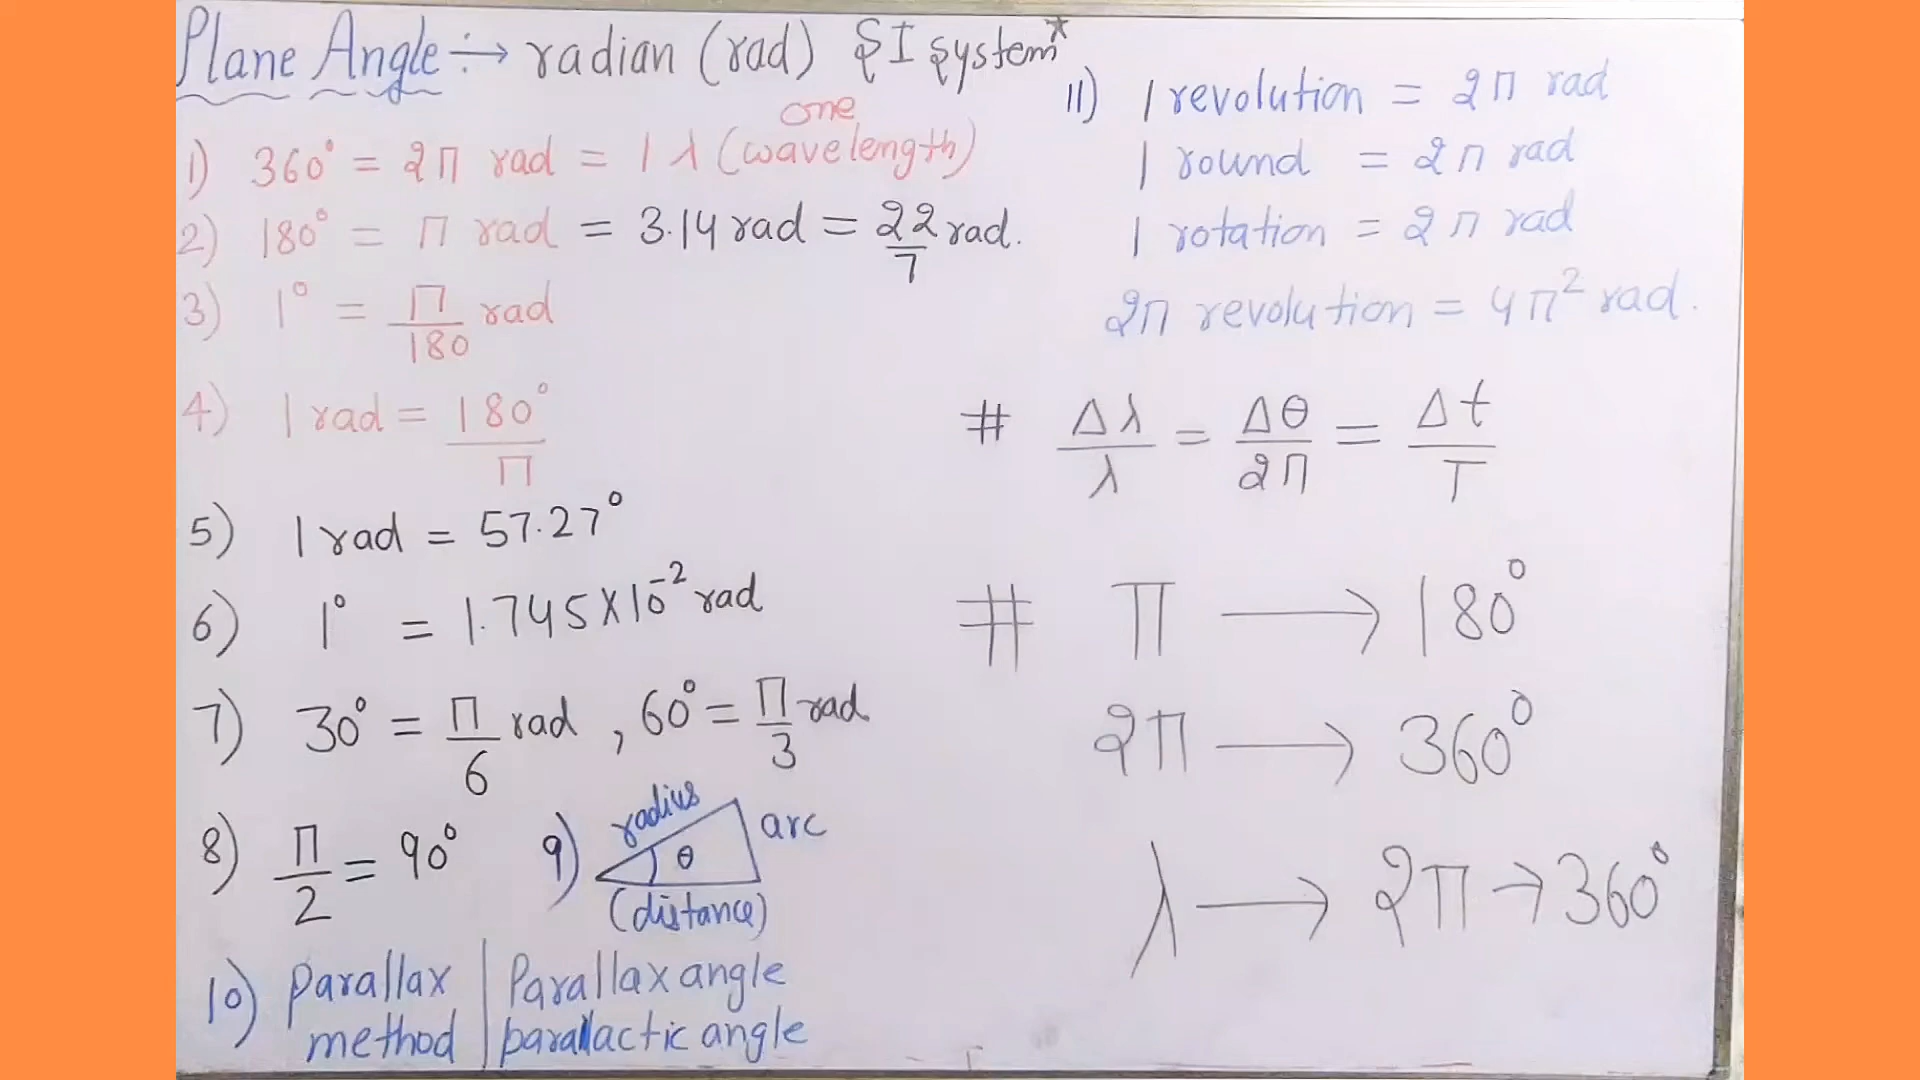 Plane Angle ÷→ radian (rad) SI system*
one
1) 360° = 2π rad = 1 λ (wavelength)
2) 180° = π rad = 3.14 rad = 22/7 rad.
3) 1° = π/180 rad
4) 1 rad = 180°/π
5) 1 rad = 57.27°
6) 1° = 1.745 X 10⁻² rad
7) 30° = π/6 rad , 60° = π/3 rad
8) π/2 = 90°
9) radius θ arc
(distance)
10) parallax method | Parallax angle
parallactic angle
11) 1 revolution = 2π rad
1 round = 2π rad
1 rotation = 2π rad
2π revolution = 4π² rad.
# Δλ/λ = Δθ/2π = Δt/T
# π → 180°
2π → 360°
λ → 2π → 360°